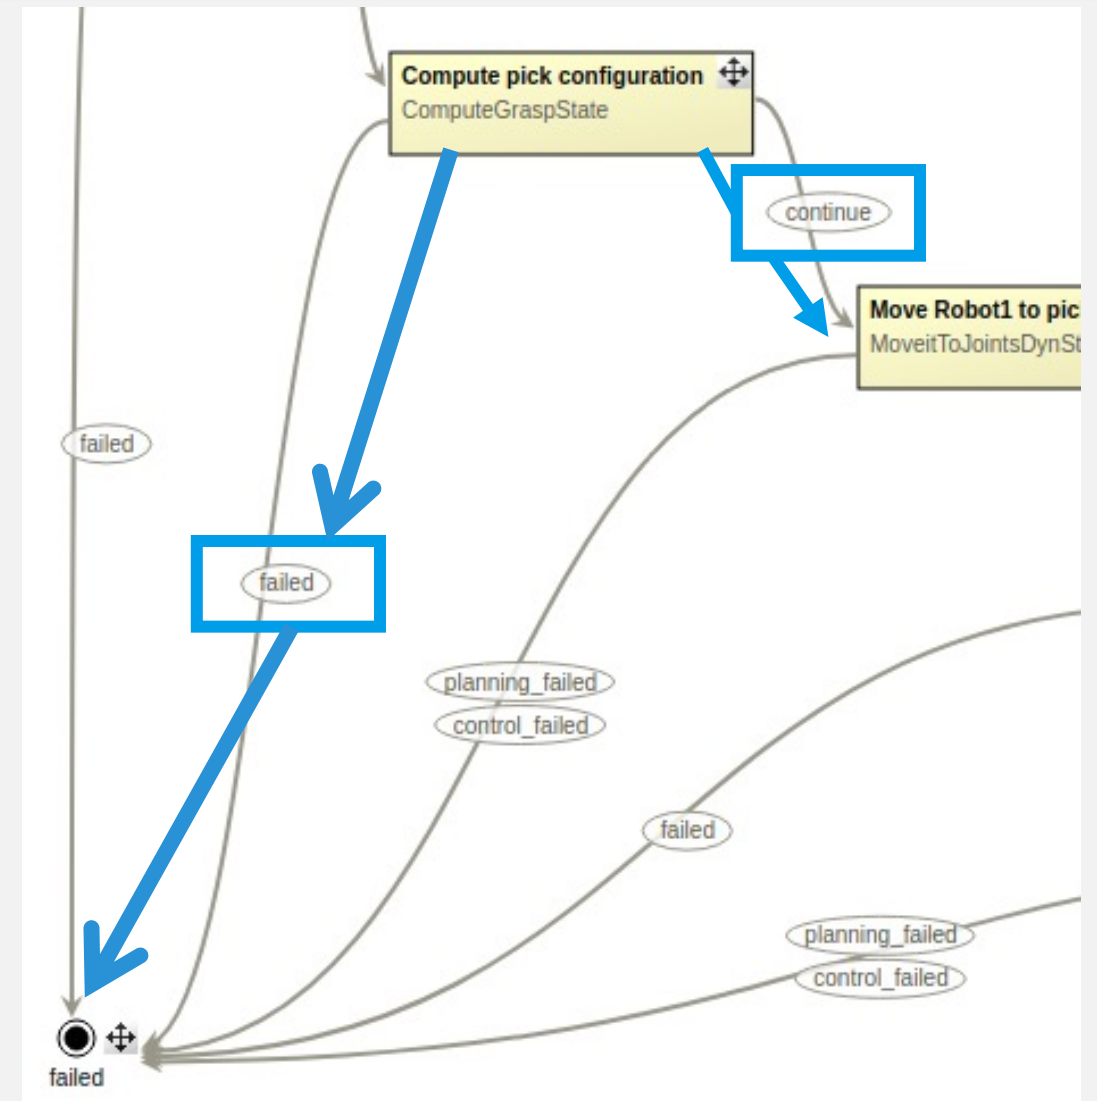 Compute pick configuration
ComputeGraspState
continue
Move Robot1 to pic
MoveitToJointsDynSt
failed
failed
planning_failed
control_failed
failed
planning_failed
control_failed
failed